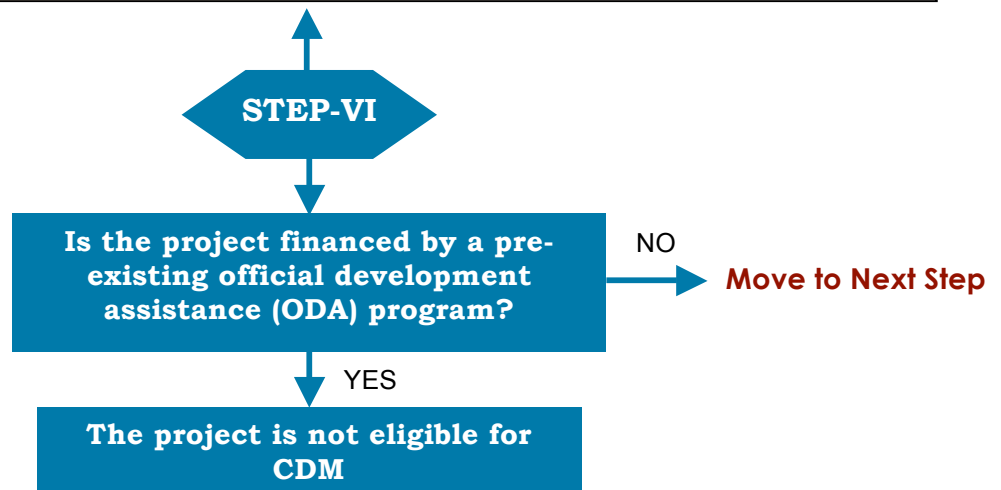 STEP-VI
Is the project financed by a pre-
existing official development
assistance (ODA) program?
NO
Move to Next Step
YES
The project is not eligible for
CDM